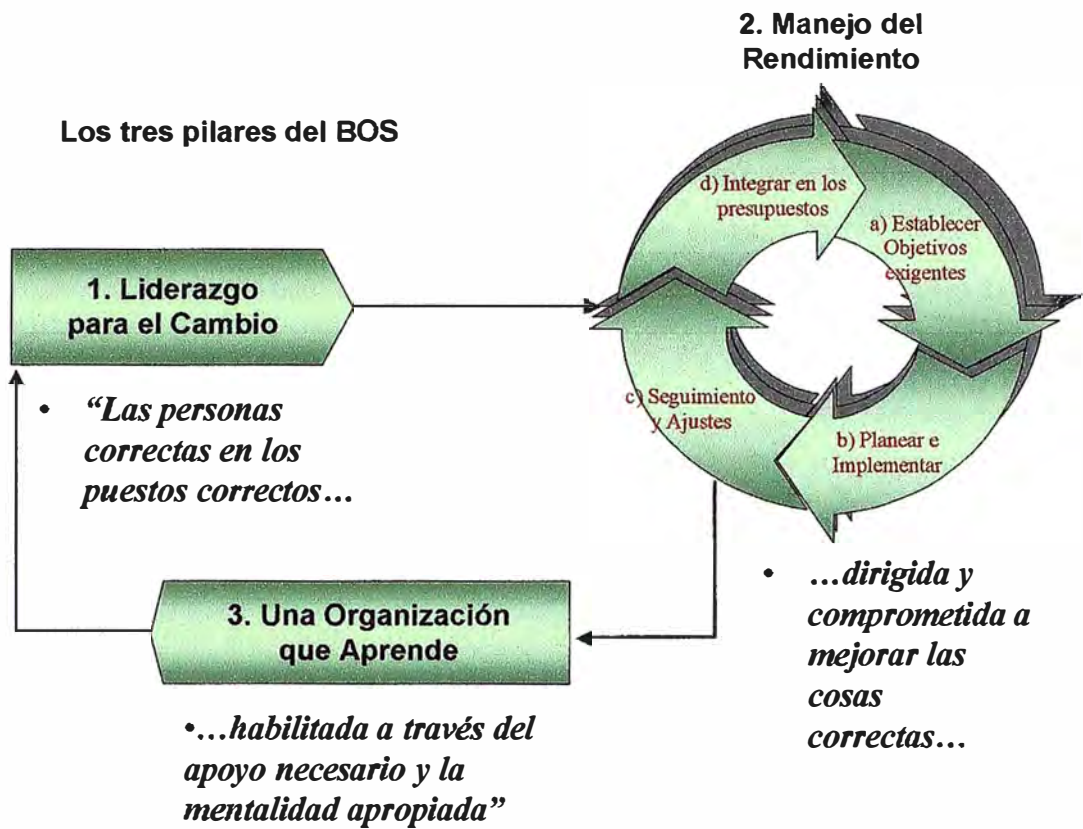 Los tres pilares del BOS
1. Liderazgo
para el Cambio
• “Las personas
correctas en los
puestos correctos…
2. Manejo del
Rendimiento
a) Establecer
Objetivos
exigentes
b) Planear e
Implementar
c) Seguimiento
y Ajustes
d) Integrar en los
presupuestos
• …dirigida y
comprometida a
mejorar las
cosas
correctas…
3. Una Organización
que Aprende
•…habilitada a través del
apoyo necesario y la
mentalidad apropiada”